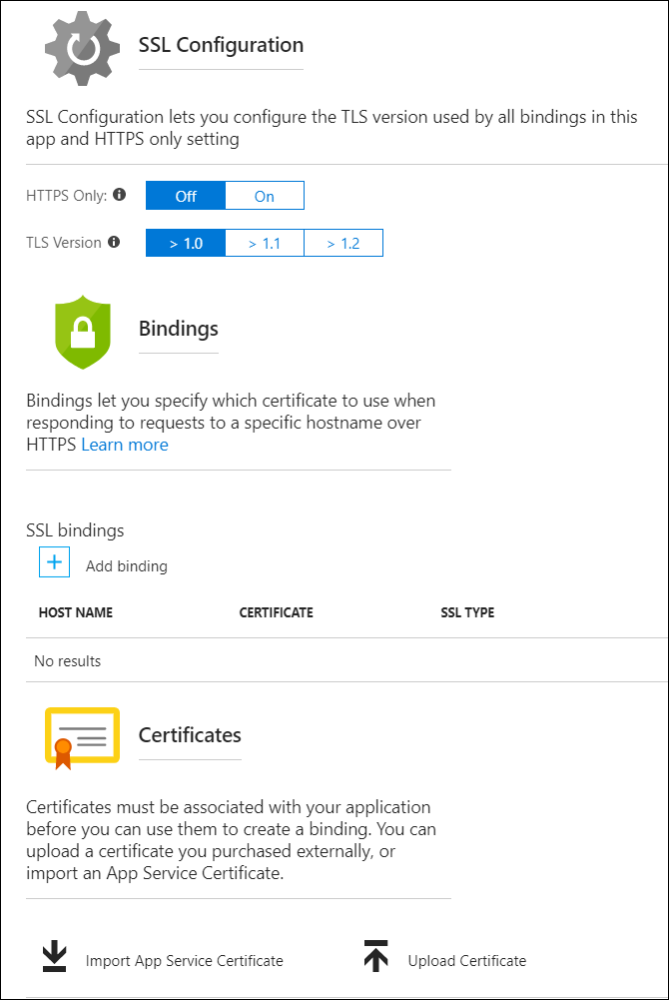 SSL Configuration
SSL Configuration lets you configure the TLS version used by all bindings in this
app and HTTPS only setting
HTTPS Only: Off On
TLS Version > 1.0 > 1.1 > 1.2
Bindings
Bindings let you specify which certificate to use when
responding to requests to a specific hostname over
HTTPS Learn more
SSL bindings
Add binding
HOST NAME CERTIFICATE SSL TYPE
No results
Certificates
Certificates must be associated with your application
before you can use them to create a binding. You can
upload a certificate you purchased externally, or
import an App Service Certificate.
Import App Service Certificate Upload Certificate